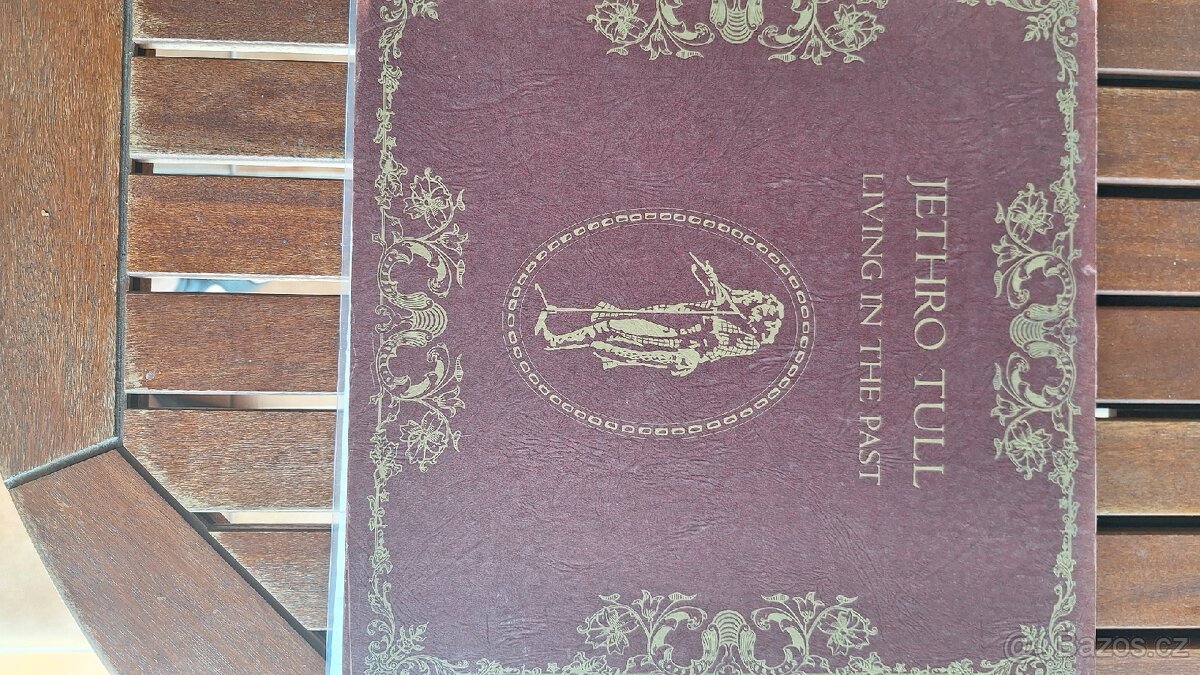 JETHRO TULL
LIVING IN THE PAST
@Bazos.cz